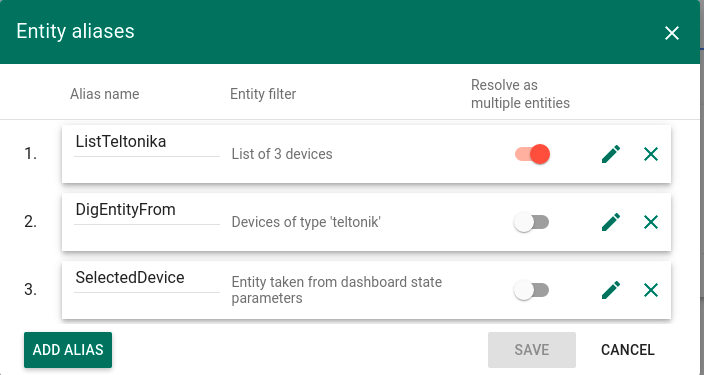 Entity aliases
Alias name
Entity filter
Resolve as
multiple entities
1.
ListTeltonika
List of 3 devices
2.
DigEntityFrom
Devices of type 'teltonik'
3.
SelectedDevice
Entity taken from dashboard state
parameters
ADD ALIAS
SAVE
CANCEL